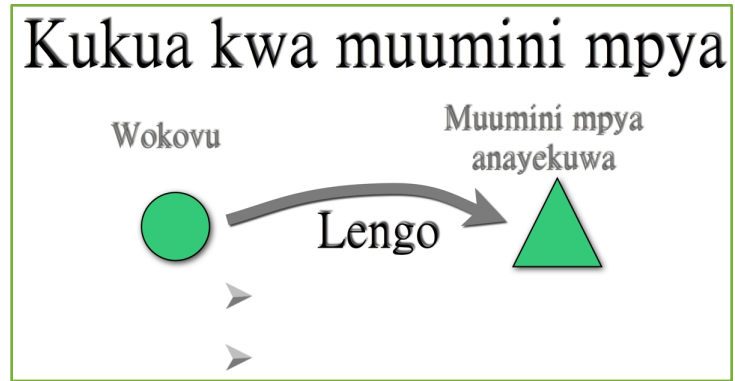 Kukua kwa muumini mpya
Wokovu
Muumini mpya
anayekuwa
Lengo